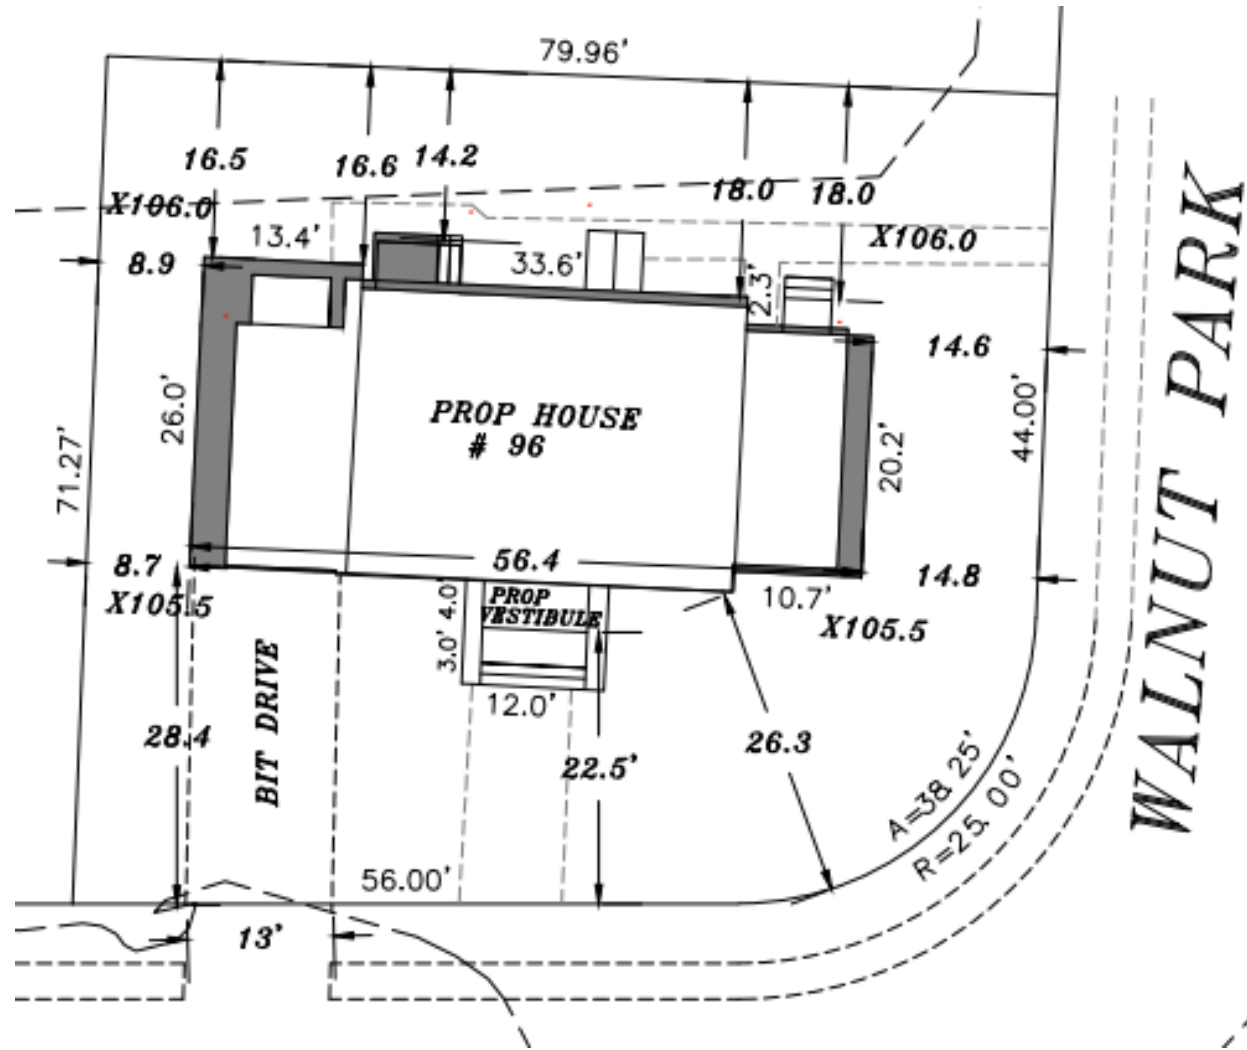 79.96'
16.5
16.6
14.2
18.0
18.0
X106.0
13.4'
8.9
33.6'
2.3'
X106.0
14.6
26.0'
PROP HOUSE
# 96
20.2'
44.00'
71.27'
WALNUT PARK
8.7
56.4
14.8
X105.5
3.0' 4.0
PROP
VESTIBULE
10.7'
X105.5
12.0'
BIT DRIVE
28.4
22.5'
26.3
A=38.25'
R=25.00'
56.00'
13'